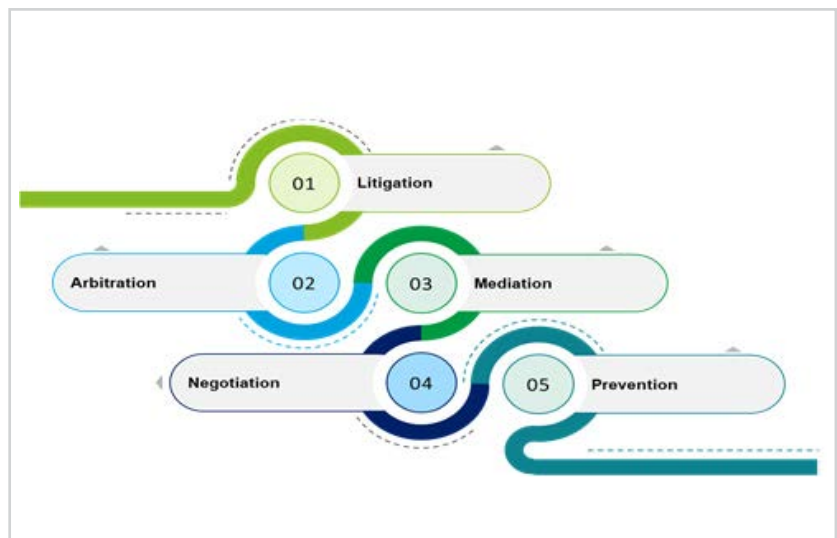 01
Litigation
Arbitration
02
03
Mediation
Negotiation
04
05
Prevention